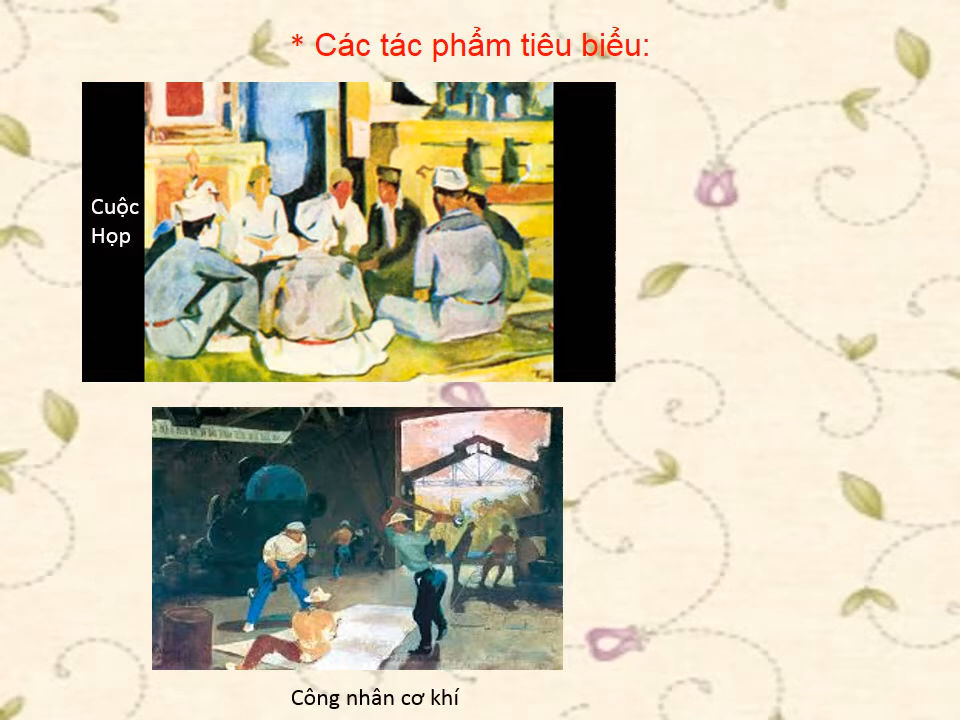 * Các tác phẩm tiêu biểu:
Cuộc
Họp
Công nhân cơ khí